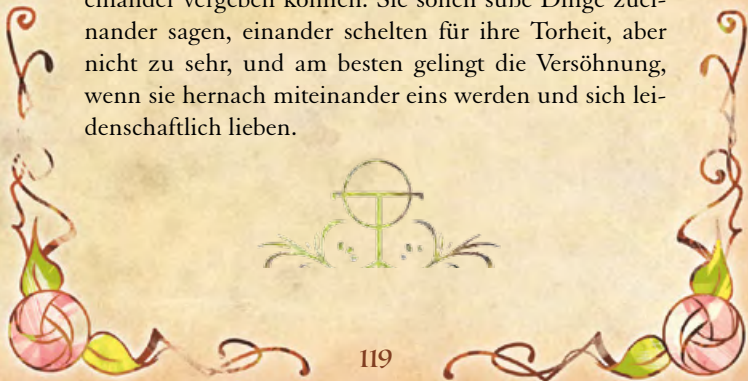 einander vergeben können. Sie sollen süße Dinge zuei-
nander sagen, einander schelten für ihre Torheit, aber
nicht zu sehr, und am besten gelingt die Versöhnung,
wenn sie hernach miteinander eins werden und sich lei-
denschaftlich lieben.
119